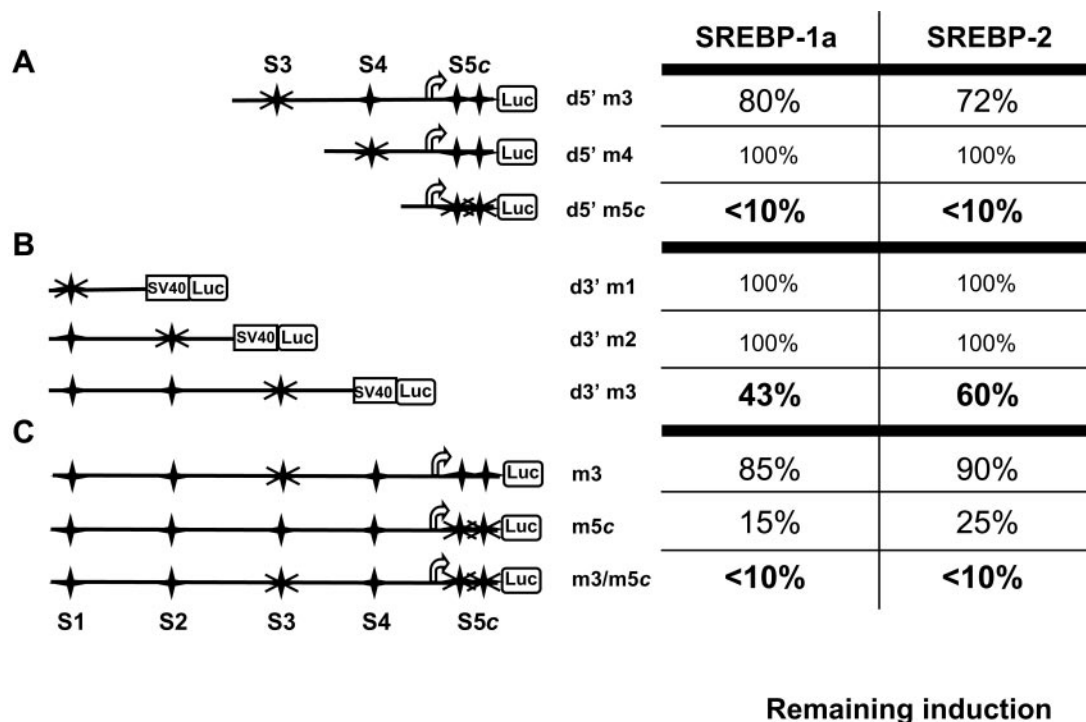 SREBP-1a SREBP-2
A
S3 S4 S5c
Luc d5' m3 80% 72%
Luc d5' m4 100% 100%
Luc d5' m5c <10% <10%
B
SV40 Luc d3' m1 100% 100%
SV40 Luc d3' m2 100% 100%
SV40 Luc d3' m3 43% 60%
C
Luc m3 85% 90%
Luc m5c 15% 25%
Luc m3/m5c <10% <10%
S1 S2 S3 S4 S5c
Remaining induction